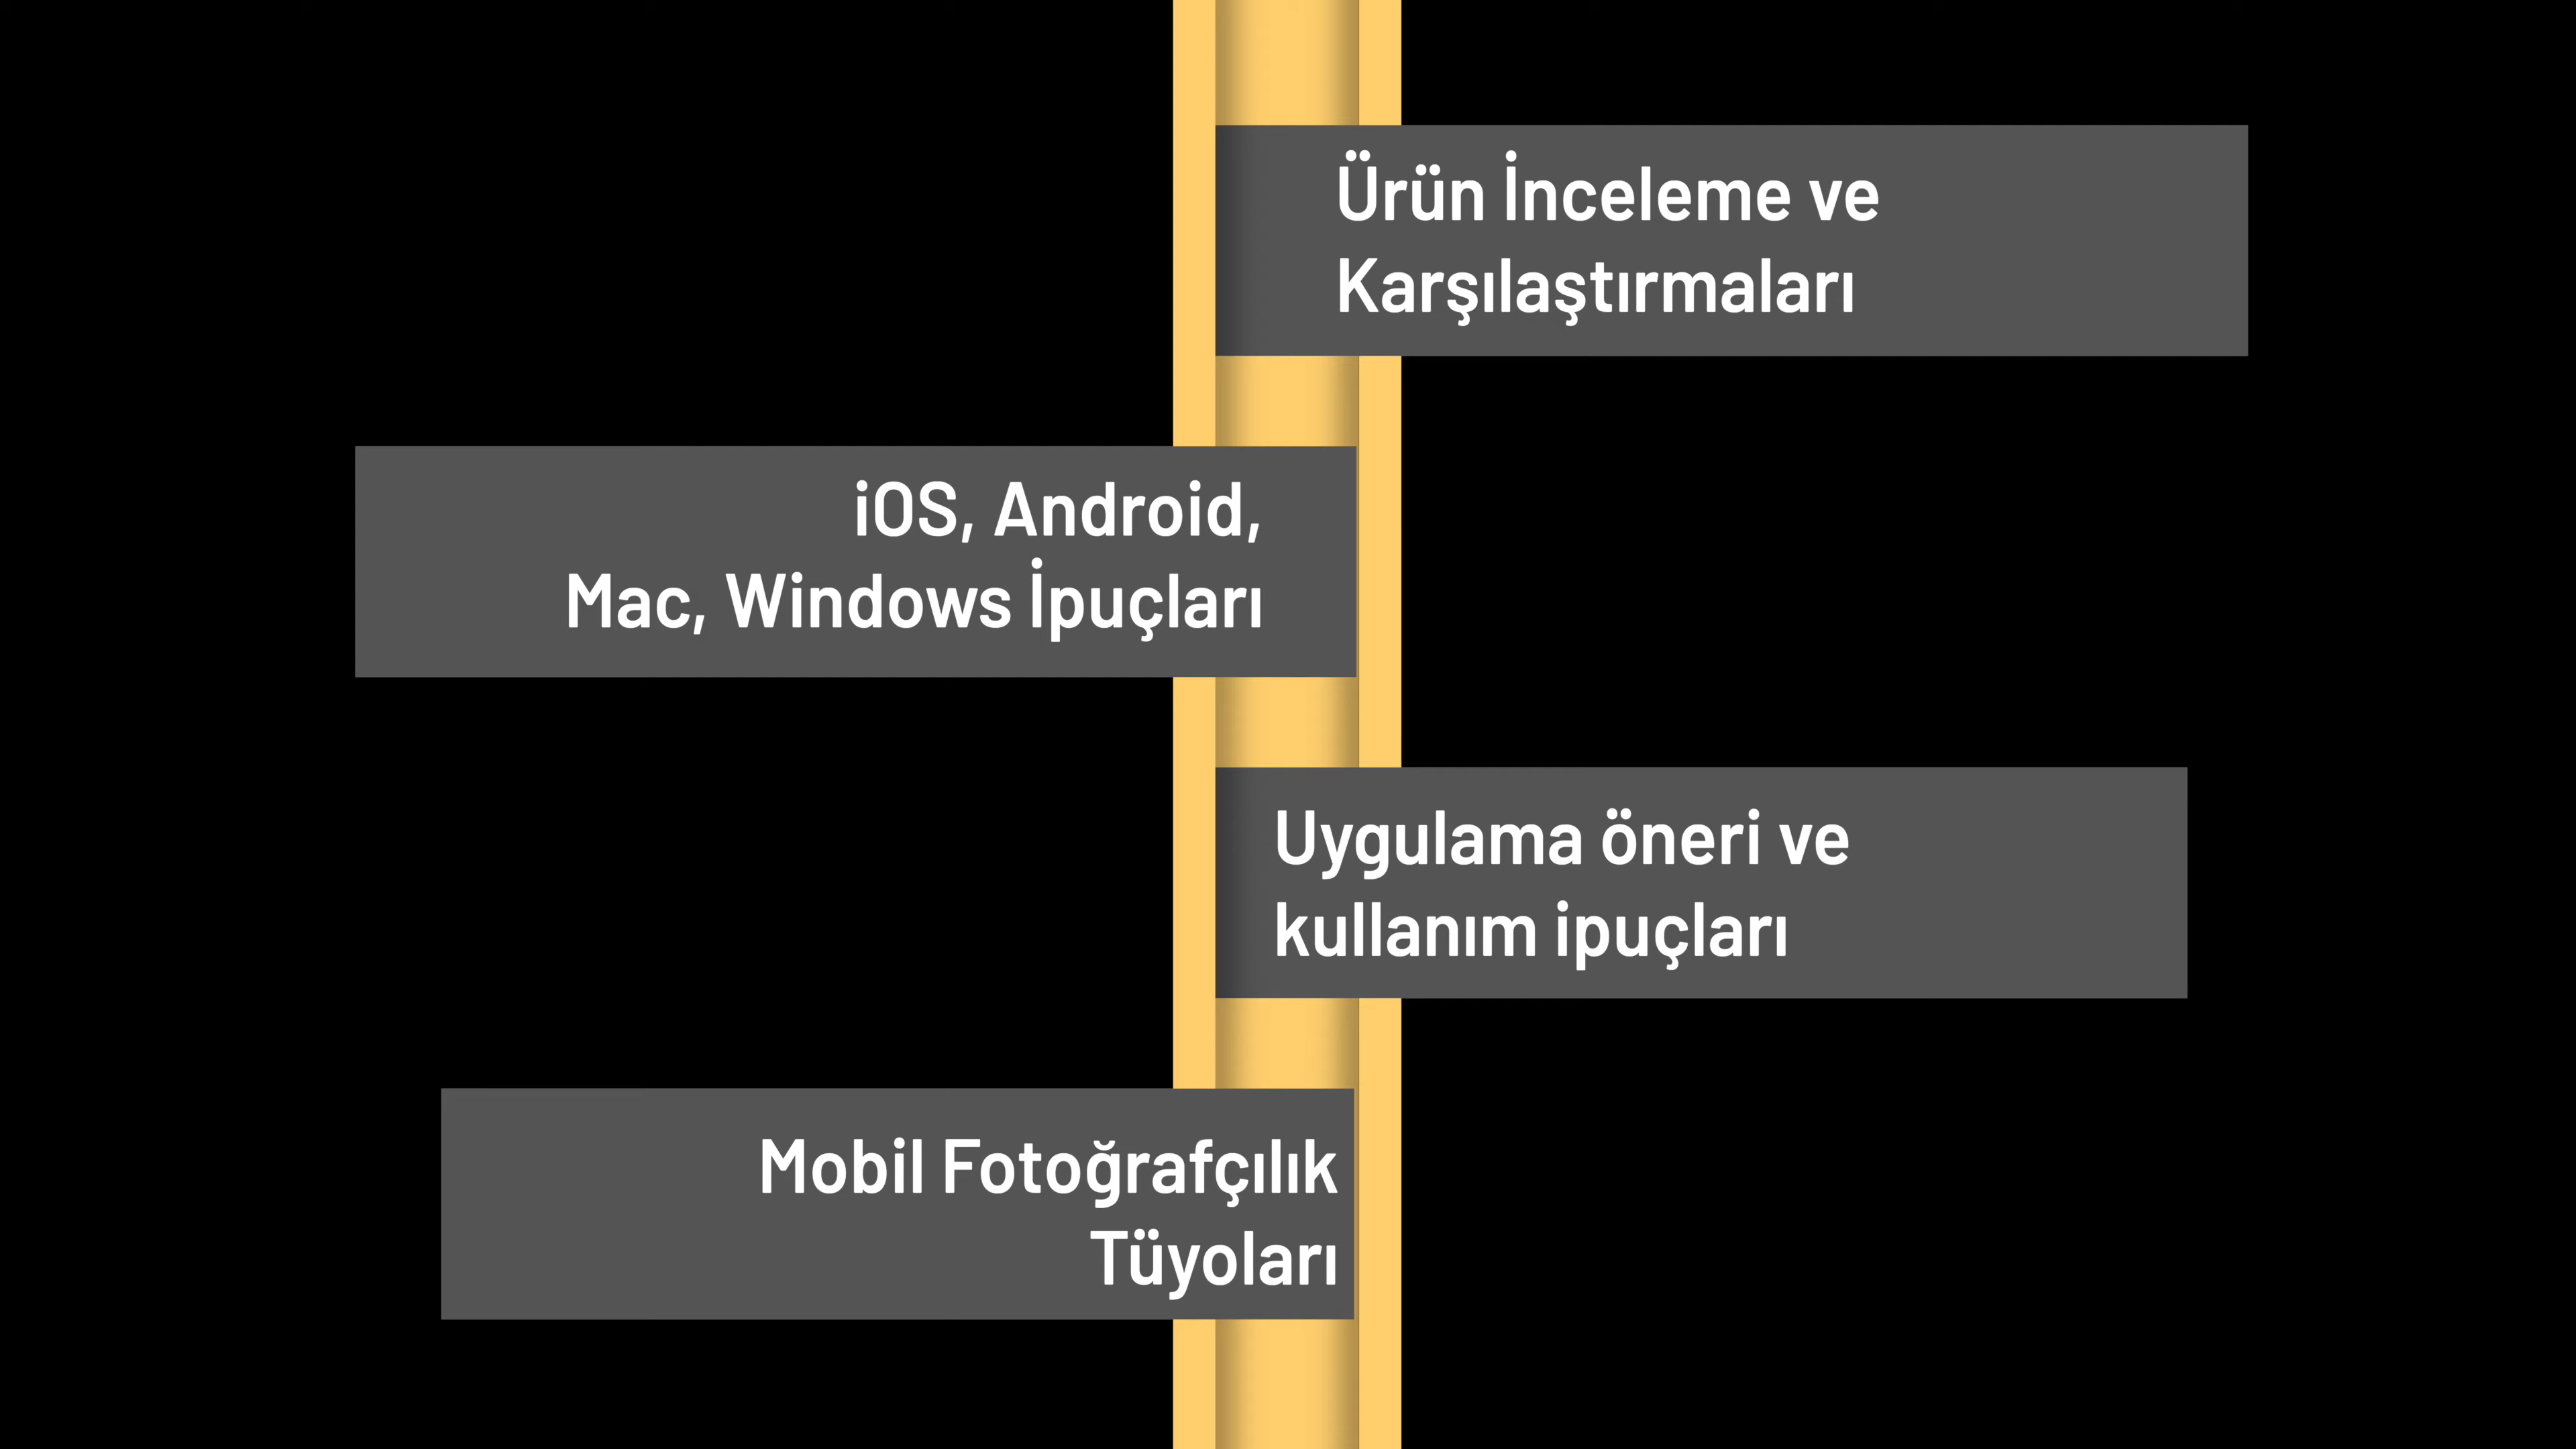 Ürün İnceleme ve
Karşılaştırmaları
iOS, Android,
Mac, Windows İpuçları
Uygulama öneri ve
kullanım ipuçları
Mobil Fotoğrafçılık
Tüyoları